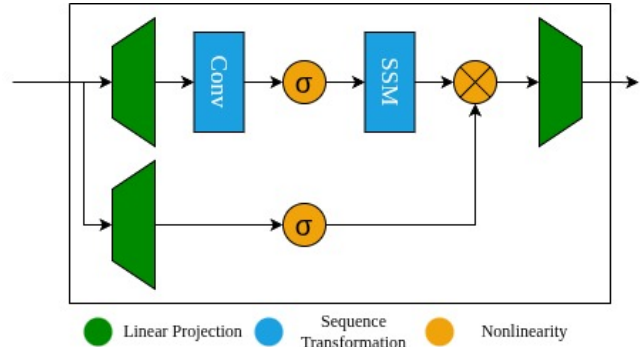 Conv
σ
SSM
σ
Linear Projection
Sequence
Transformation
Nonlinearity